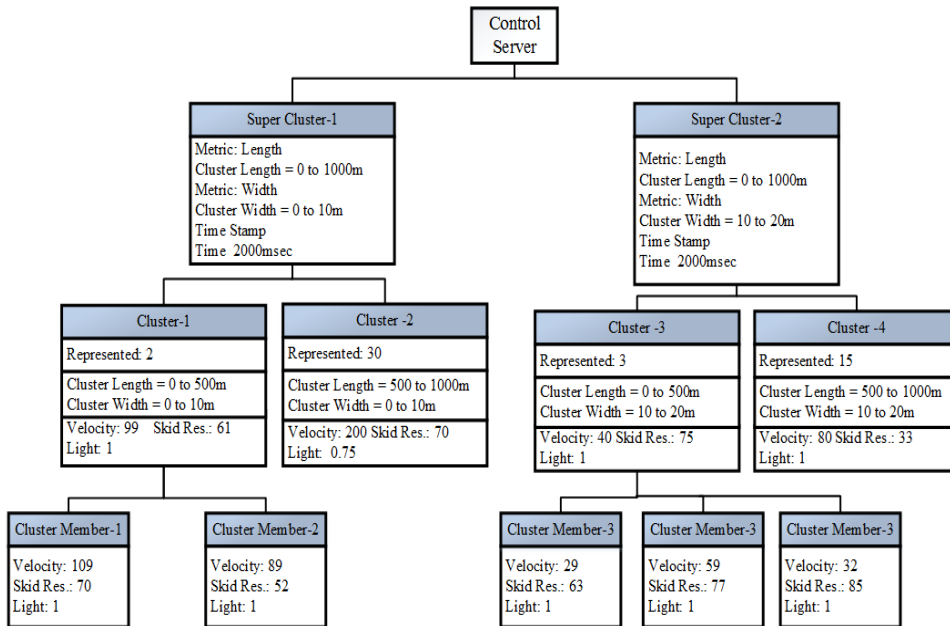 Control
Server
Super Cluster-1
Metric: Length
Cluster Length = 0 to 1000m
Metric: Width
Cluster Width = 0 to 10m
Time Stamp
Time 2000msec
Super Cluster-2
Metric: Length
Cluster Length = 0 to 1000m
Metric: Width
Cluster Width = 10 to 20m
Time Stamp
Time 2000msec
Cluster-1
Represented: 2
Cluster Length = 0 to 500m
Cluster Width = 0 to 10m
Velocity: 99 Skid Res.: 61
Light: 1
Cluster -2
Represented: 30
Cluster Length = 500 to 1000m
Cluster Width = 0 to 10m
Velocity: 200 Skid Res.: 70
Light: 0.75
Cluster -3
Represented: 3
Cluster Length = 0 to 500m
Cluster Width = 10 to 20m
Velocity: 40 Skid Res.: 75
Light: 1
Cluster -4
Represented: 15
Cluster Length = 500 to 1000m
Cluster Width = 10 to 20m
Velocity: 80 Skid Res.: 33
Light: 1
Cluster Member-1
Velocity: 109
Skid Res.: 70
Light: 1
Cluster Member-2
Velocity: 89
Skid Res.: 52
Light: 1
Cluster Member-3
Velocity: 29
Skid Res.: 63
Light: 1
Cluster Member-3
Velocity: 59
Skid Res.: 77
Light: 1
Cluster Member-3
Velocity: 32
Skid Res.: 85
Light: 1